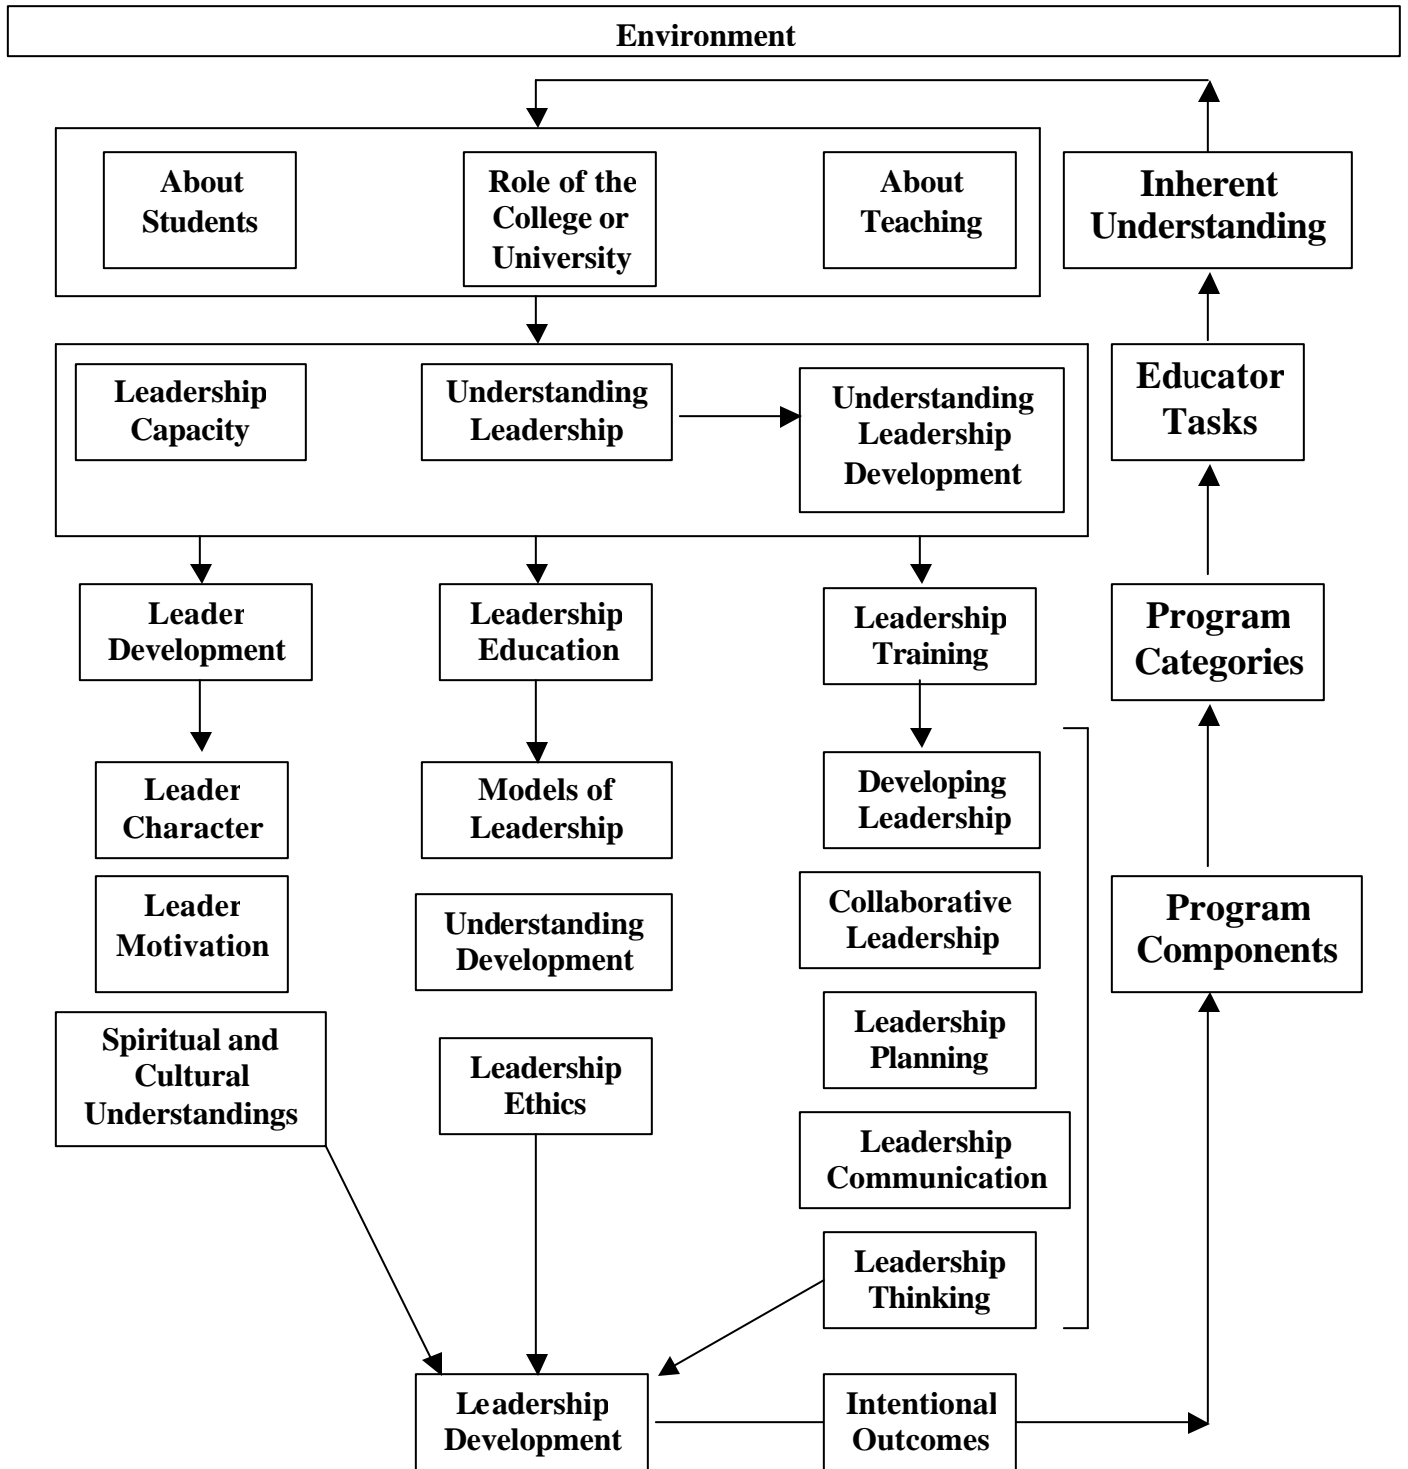 Environment
About
Students
Role of the
College or
University
About
Teaching
Inherent
Understanding
Leadership
Capacity
Understanding
Leadership
Understanding
Leadership
Development
Educator
Tasks
Leader
Development
Leadership
Education
Leadership
Training
Program
Categories
Leader
Character
Models of
Leadership
Developing
Leadership
Leader
Motivation
Understanding
Development
Collaborative
Leadership
Program
Components
Spiritual and
Cultural
Understandings
Leadership
Ethics
Leadership
Planning
Leadership
Communication
Leadership
Thinking
Leadership
Development
Intentional
Outcomes